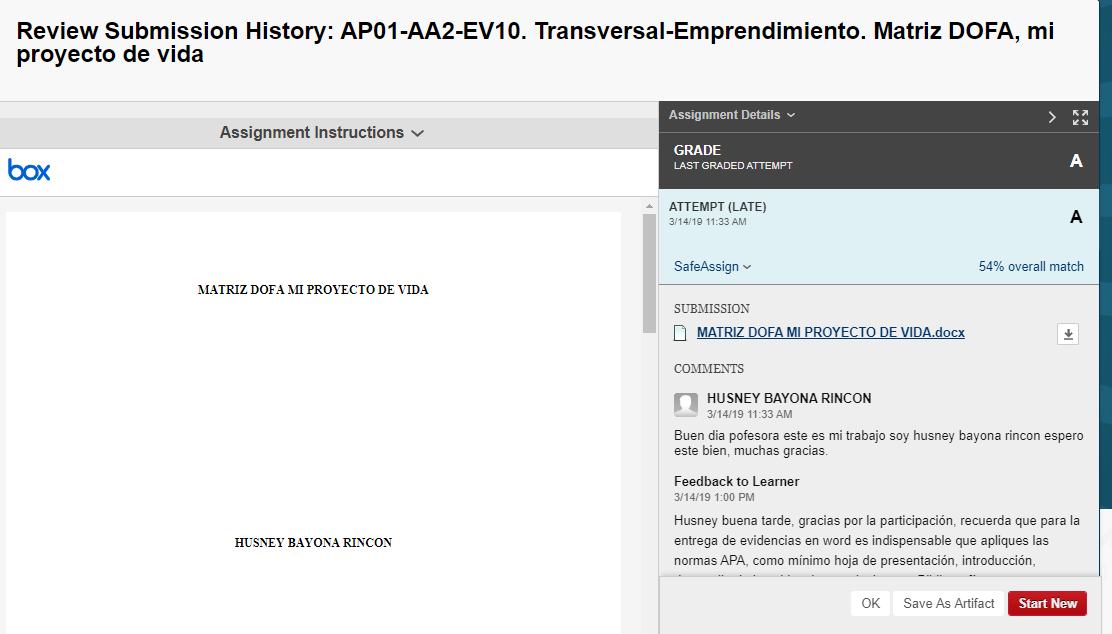 Review Submission History: AP01-AA2-EV10. Transversal-Emprendimiento. Matriz DOFA, mi
proyecto de vida
Assignment Instructions
box
MATRIZ DOFA MI PROYECTO DE VIDA
HUSNEY BAYONA RINCON
Assignment Details
GRADE
LAST GRADED ATTEMPT
A
ATTEMPT (LATE)
3/14/19 11:33 AM
A
SafeAssign
54% overall match
SUBMISSION
MATRIZ DOFA MI PROYECTO DE VIDA.docx
COMMENTS
HUSNEY BAYONA RINCON
3/14/19 11:33 AM
Buen dia pofesora este es mi trabajo soy husney bayona rincon espero
este bien, muchas gracias.
Feedback to Learner
3/14/19 1:00 PM
Husney buena tarde, gracias por la participación, recuerda que para la
entrega de evidencias en word es indispensable que apliques las
normas APA, como mínimo hoja de presentación, introducción,
OK
Save As Artifact
Start New